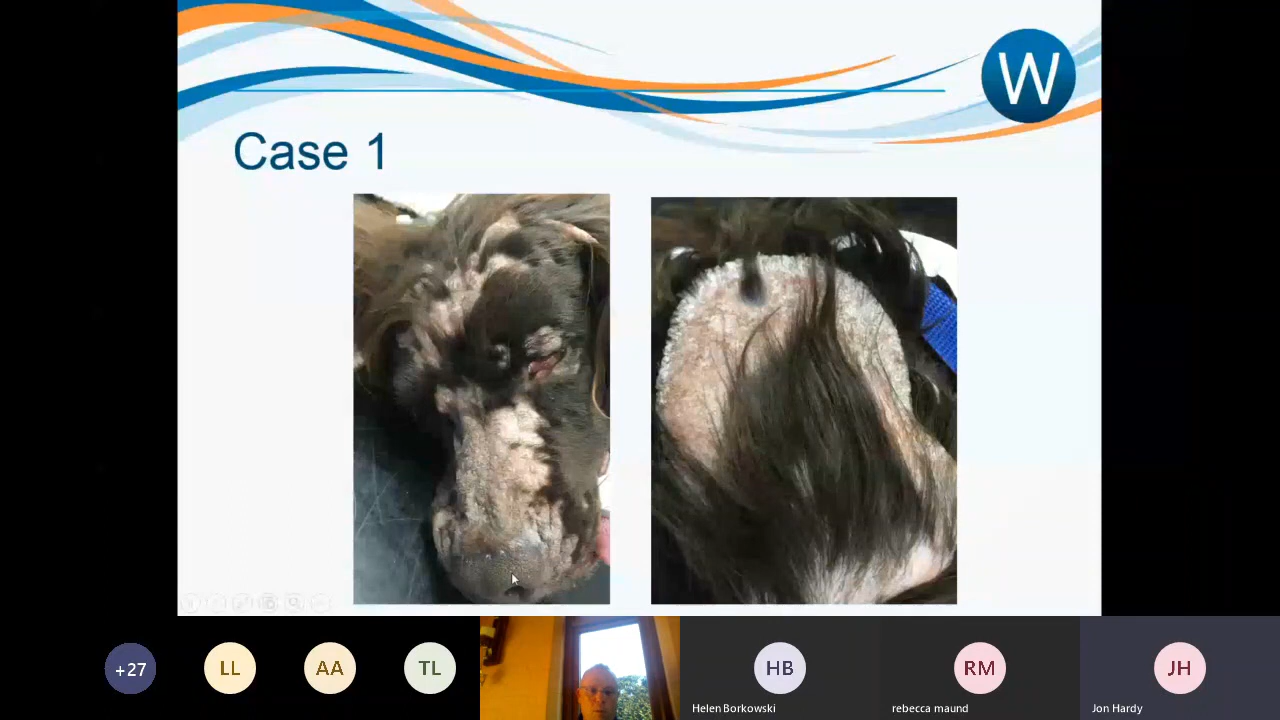 W
Case 1
+27
LL
AA
TL
HB
RM
JH
Helen Borkowski
rebecca maund
Jon Hardy